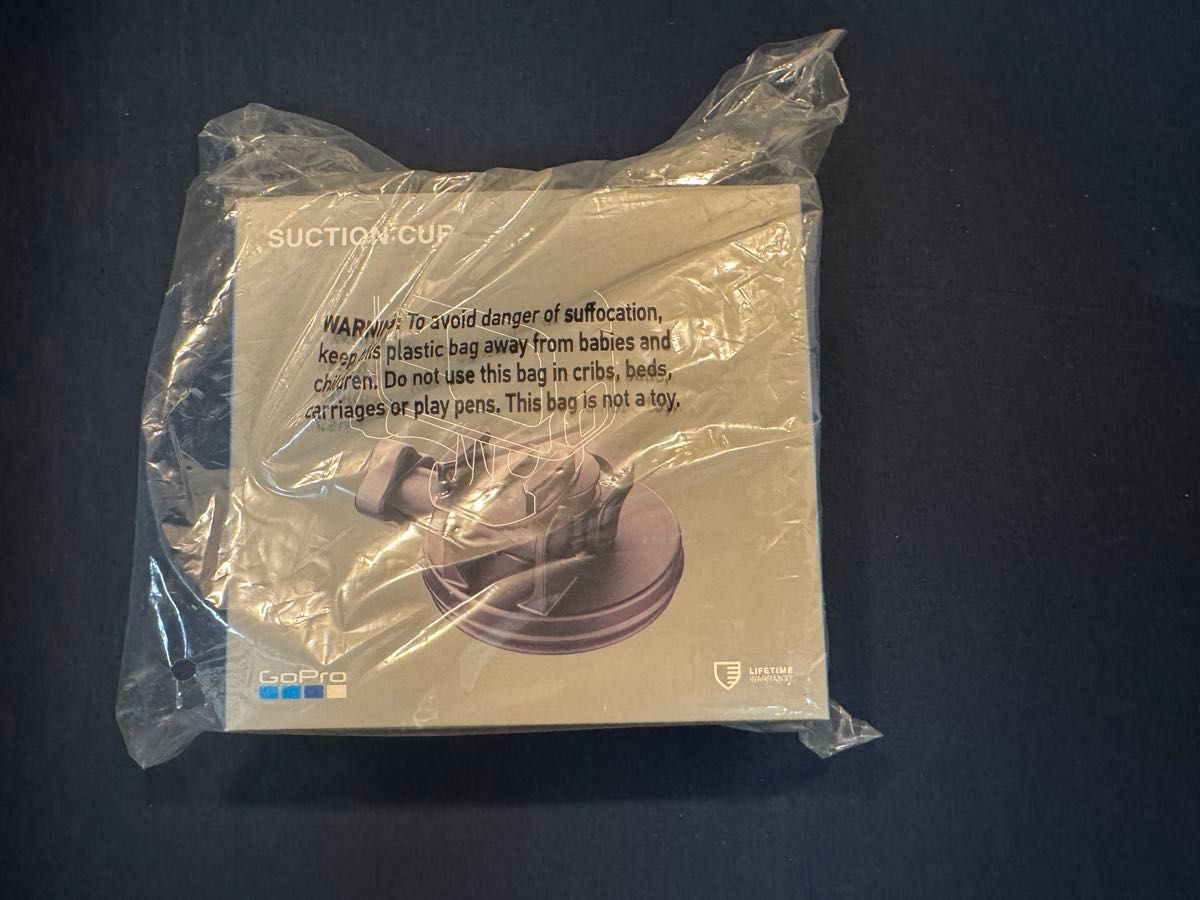 SUCTION CUP
WARNING: To avoid danger of suffocation,
keep this plastic bag away from babies and
children. Do not use this bag in cribs, beds,
carriages or play pens. This bag is not a toy.
GoPro
LIFETIME
WARRANTY